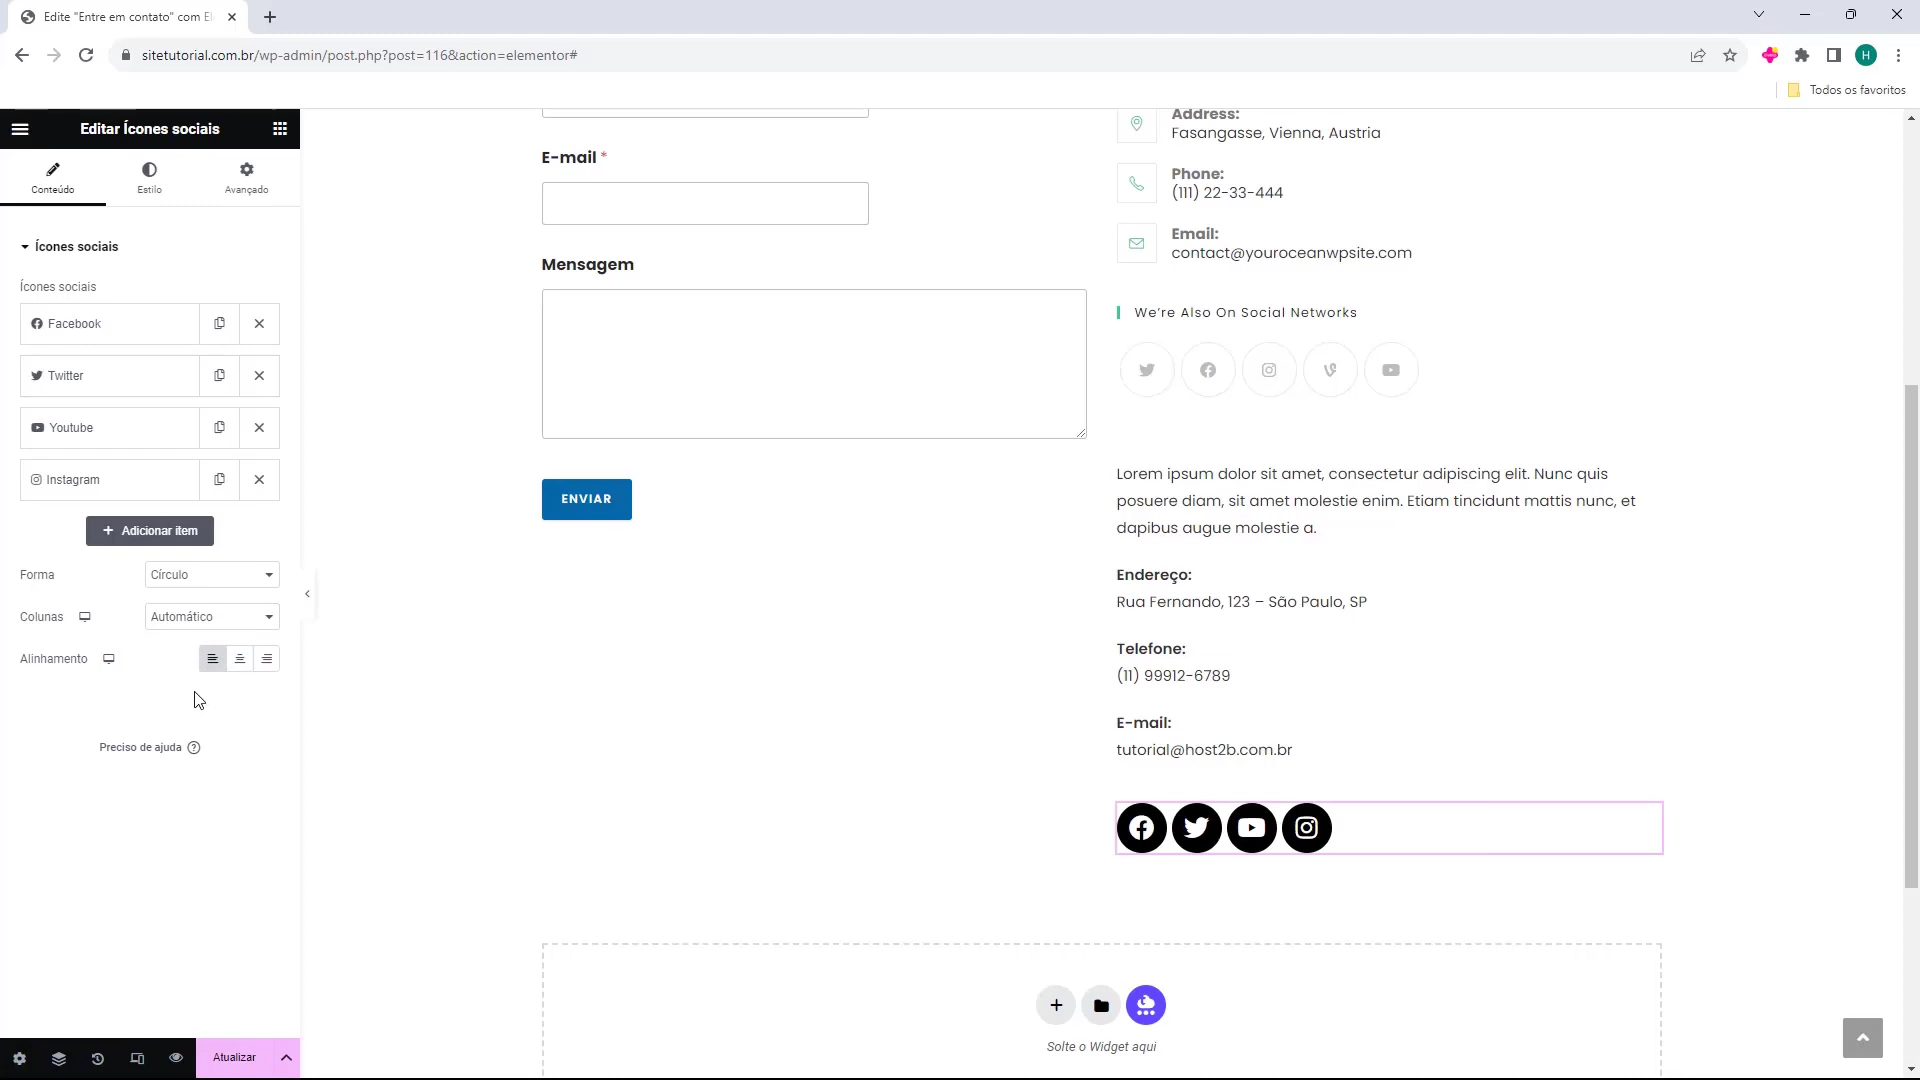 Edite "Entre em contato" com El
sitetutorial.com.br/wp-admin/post.php?post=116&action=elementor#
H
Todos os favoritos
Editar Ícones sociais
Conteúdo
Estilo
Avançado
Ícones sociais
Ícones sociais
Facebook
Twitter
Youtube
Instagram
+ Adicionar item
Forma
Círculo
Colunas
Automático
Alinhamento
Preciso de ajuda ?
Atualizar
E-mail *
Mensagem
ENVIAR
Address:
Fasangasse, Vienna, Austria
Phone:
(111) 22-33-444
Email:
contact@youroceanwpsite.com
We're Also On Social Networks
Lorem ipsum dolor sit amet, consectetur adipiscing elit. Nunc quis
posuere diam, sit amet molestie enim. Etiam tincidunt mattis nunc, et
dapibus augue molestie a.
Endereço:
Rua Fernando, 123 – São Paulo, SP
Telefone:
(11) 99912-6789
E-mail:
tutorial@host2b.com.br
Solte o Widget aqui